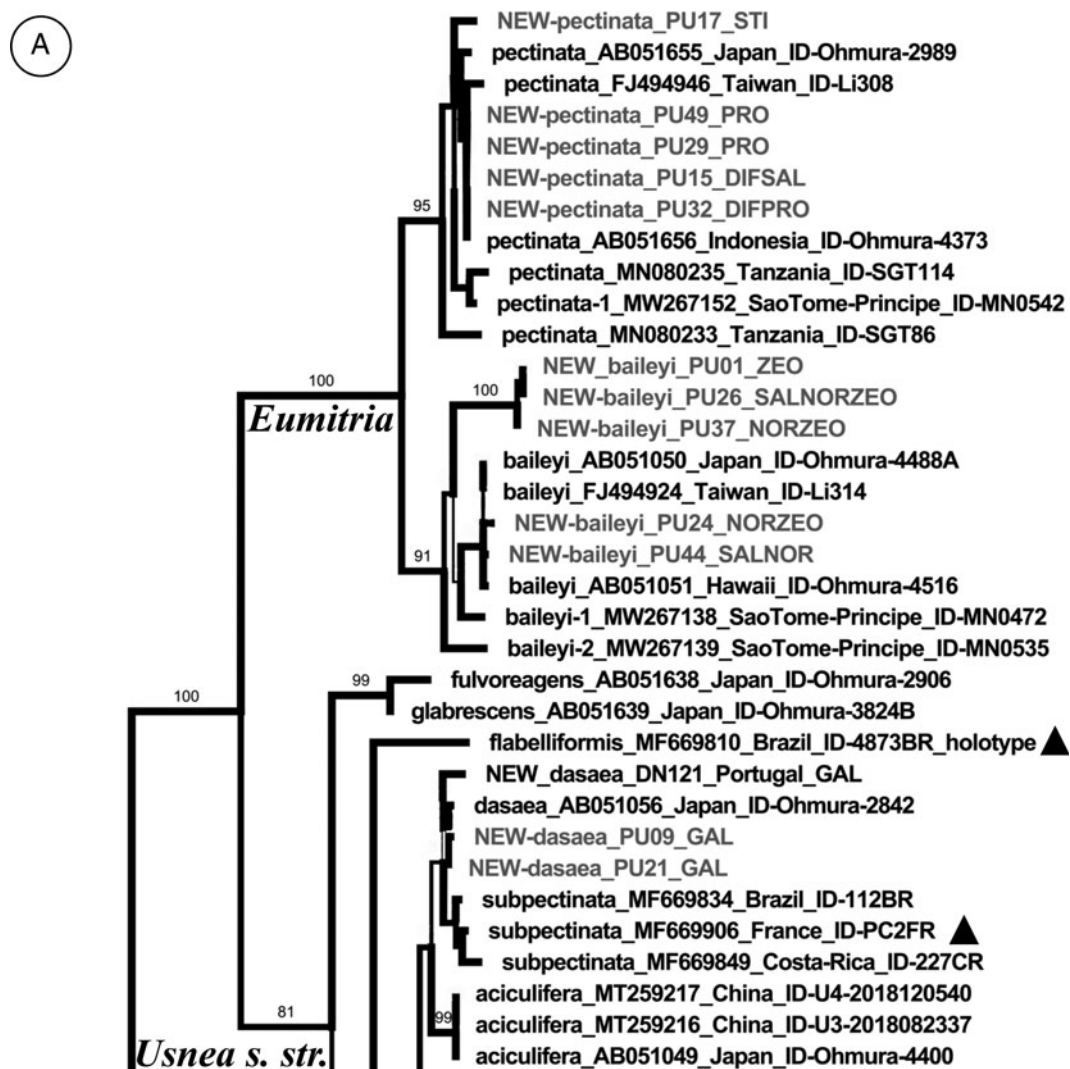 A
NEW-pectinata_PU17_STI
pectinata_AB051655_Japan_ID-Ohmura-2989
pectinata_FJ494946_Taiwan_ID-Li308
NEW-pectinata_PU49_PRO
NEW-pectinata_PU29_PRO
NEW-pectinata_PU15_DIFSAL
NEW-pectinata_PU32_DIFPRO
95
pectinata_AB051656_Indonesia_ID-Ohmura-4373
pectinata_MN080235_Tanzania_ID-SGT114
pectinata-1_MW267152_SaoTome-Principe_ID-MN0542
pectinata_MN080233_Tanzania_ID-SGT86
NEW_baileyi_PU01_ZEO
100
100
NEW-baileyi_PU26_SALNORZEO
Eumitria
NEW-baileyi_PU37_NORZEO
baileyi_AB051050_Japan_ID-Ohmura-4488A
baileyi_FJ494924_Taiwan_ID-Li314
NEW-baileyi_PU24_NORZEO
91
NEW-baileyi_PU44_SALNOR
baileyi_AB051051_Hawaii_ID-Ohmura-4516
baileyi-1_MW267138_SaoTome-Principe_ID-MN0472
baileyi-2_MW267139_SaoTome-Principe_ID-MN0535
99
fulvoreagens_AB051638_Japan_ID-Ohmura-2906
100
glabrescens_AB051639_Japan_ID-Ohmura-3824B
flabelliformis_MF669810_Brazil_ID-4873BR_holotype
NEW_dasaea_DN121_Portugal_GAL
dasaea_AB051056_Japan_ID-Ohmura-2842
NEW-dasaea_PU09_GAL
NEW-dasaea_PU21_GAL
subpectinata_MF669834_Brazil_ID-112BR
subpectinata_MF669906_France_ID-PC2FR
subpectinata_MF669849_Costa-Rica_ID-227CR
aciculifera_MT259217_China_ID-U4-2018120540
81
99
aciculifera_MT259216_China_ID-U3-2018082337
Usnea s. str.
aciculifera_AB051049_Japan_ID-Ohmura-4400